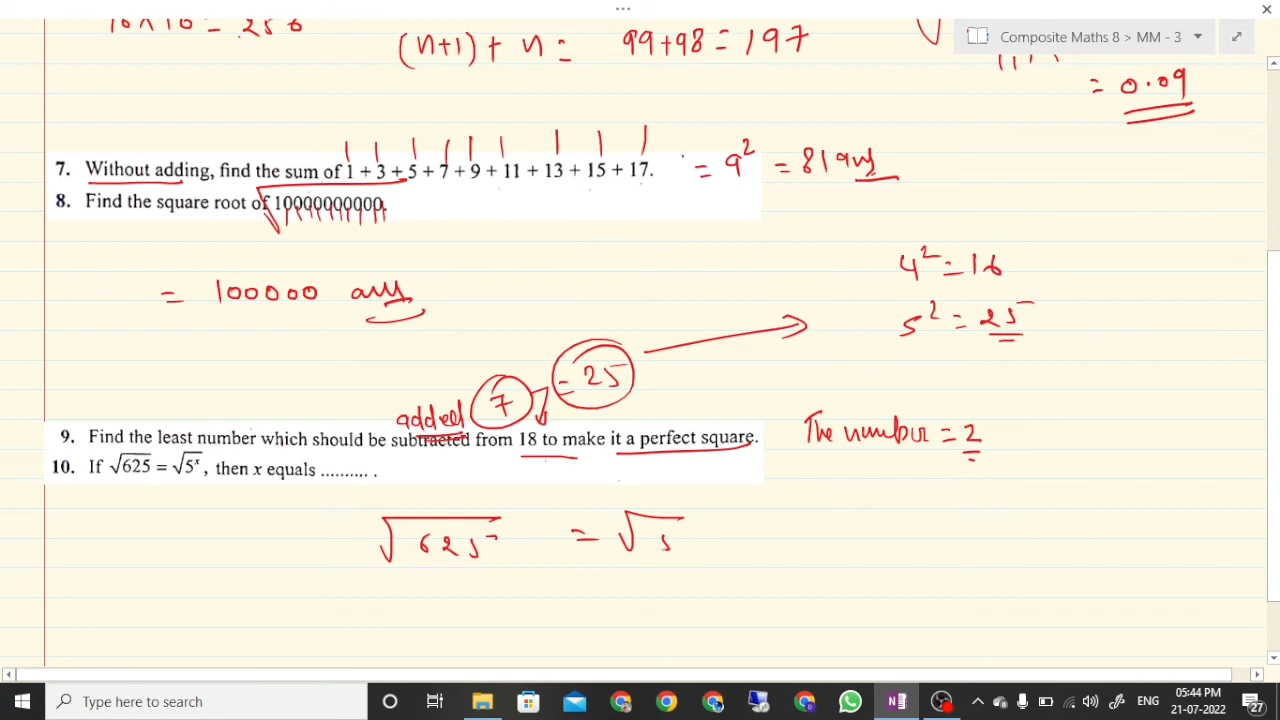 Composite Maths 8 > MM - 3
16×16 = 256
(n+1) + n = 99+98 = 197
= 0.09
7. Without adding, find the sum of 1 + 3 + 5 + 7 + 9 + 11 + 13 + 15 + 17. = 9² = 81 ans
8. Find the square root of 10000000000.
= 100000 ans
4² = 16
5² = 25
= 25
added 7
9. Find the least number which should be subtracted from 18 to make it a perfect square. The number = 2
10. If √625 = √5ˣ, then x equals .......... .
√625 = √5
Type here to search
ENG
05:44 PM
21-07-2022
27